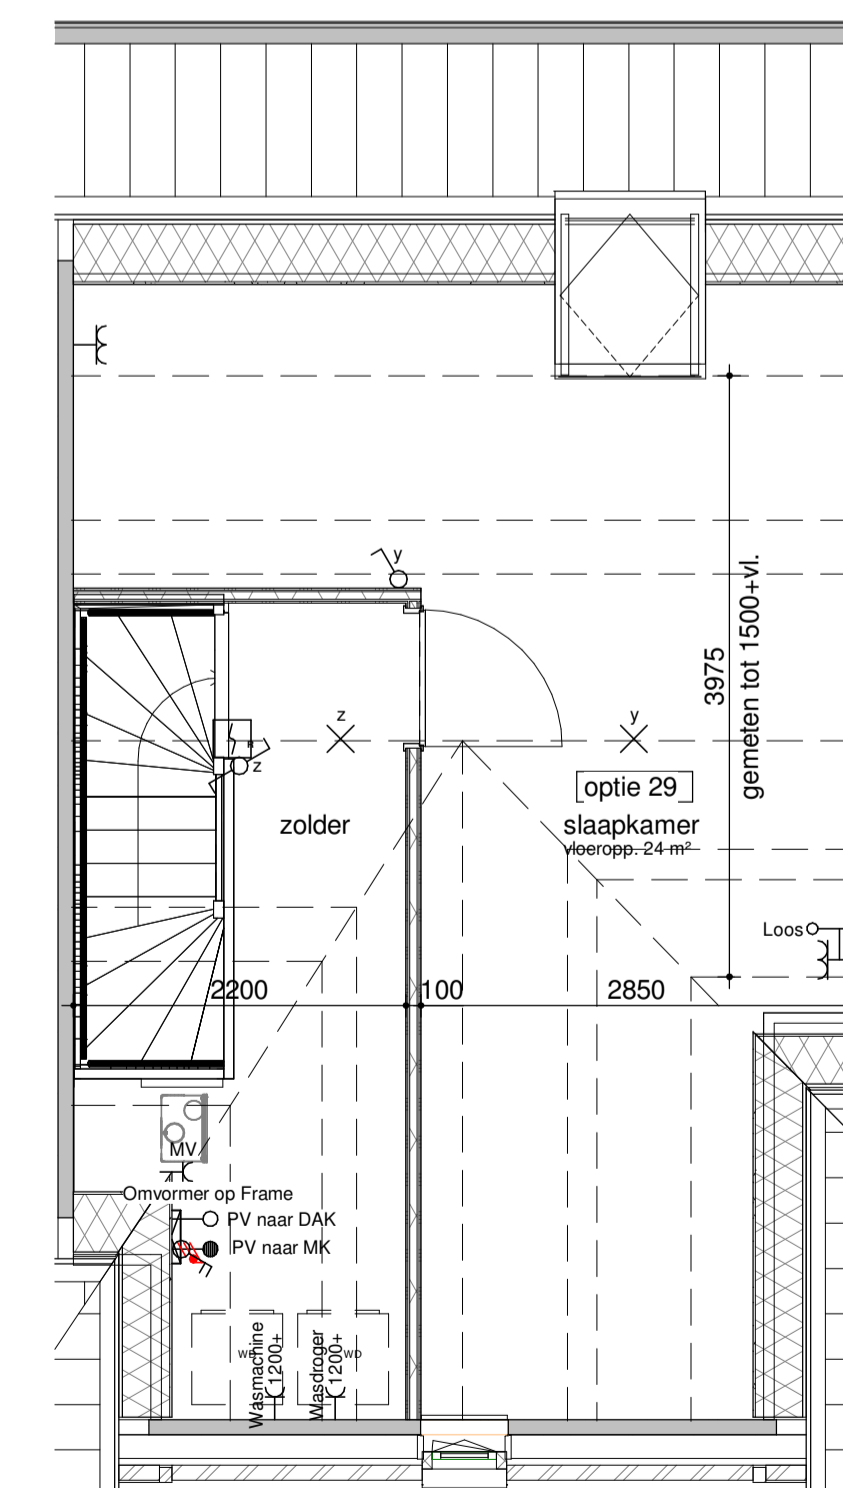 y
3975
gemeten tot 1500+vl.
z
y
R
z
optie 29
zolder
slaapkamer
vloeropp. 24 m²
Loos
2200
100
2850
MV
Omvormer op Frame
PV naar DAK
PV naar MK
Wasmachine
1200+
Wasdroger
1200+
WD